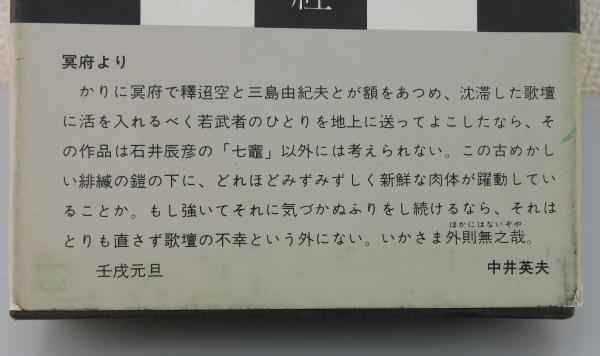 冥府より
かりに冥府で釋迢空と三島由紀夫とが額をあつめ、沈滞した歌壇
に活を入れるべく若武者のひとりを地上に送ってよこしたなら、そ
の作品は石井辰彦の「七竈」以外には考えられない。この古めかし
い緋縅の鎧の下に、どれほどみずみずしく新鮮な肉体が躍動してい
ることか。もし強いてそれに気づかぬふりをし続けるなら、それは
とりも直さず歌壇の不幸という外にない。いかさま外則無之哉。
ほかにはないぞや
壬戌元旦
中井英夫